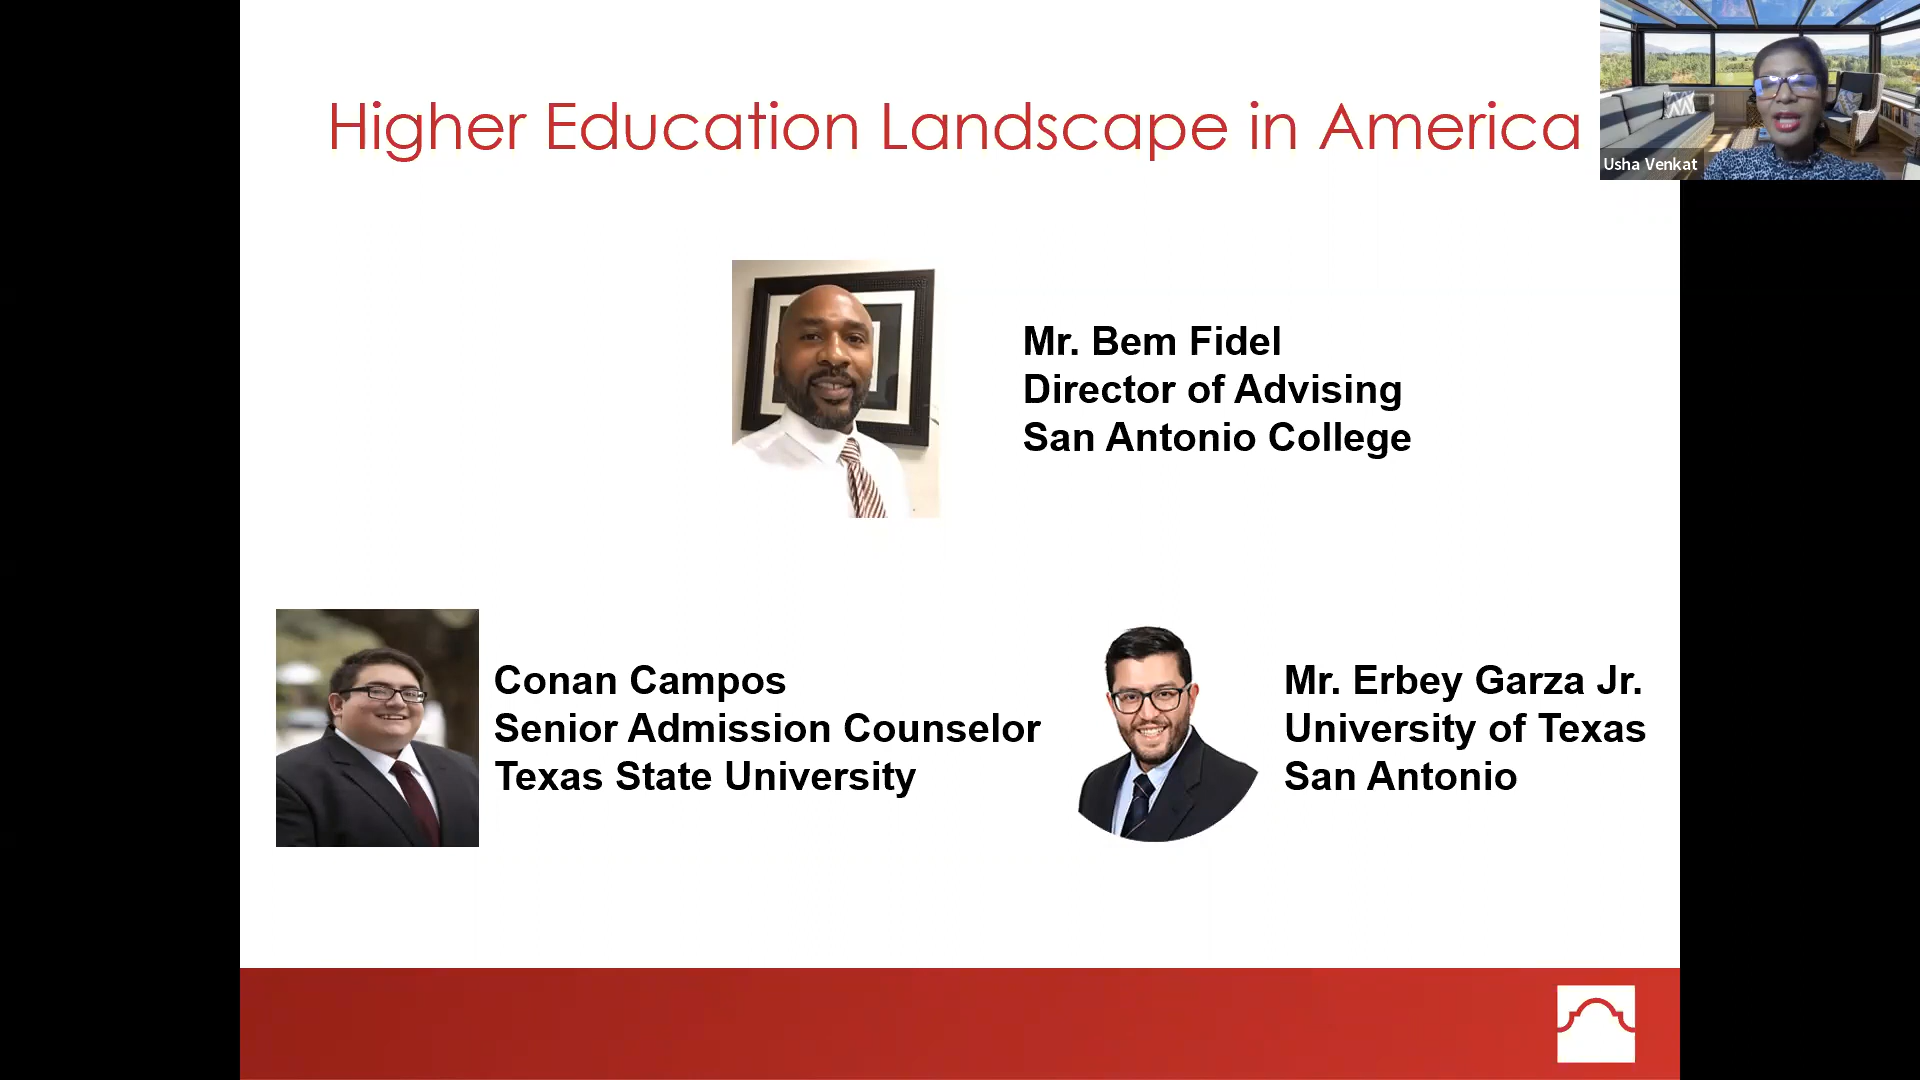 Higher Education Landscape in America
Usha Venkat
Mr. Bem Fidel
Director of Advising
San Antonio College
Conan Campos
Senior Admission Counselor
Texas State University
Mr. Erbey Garza Jr.
University of Texas
San Antonio